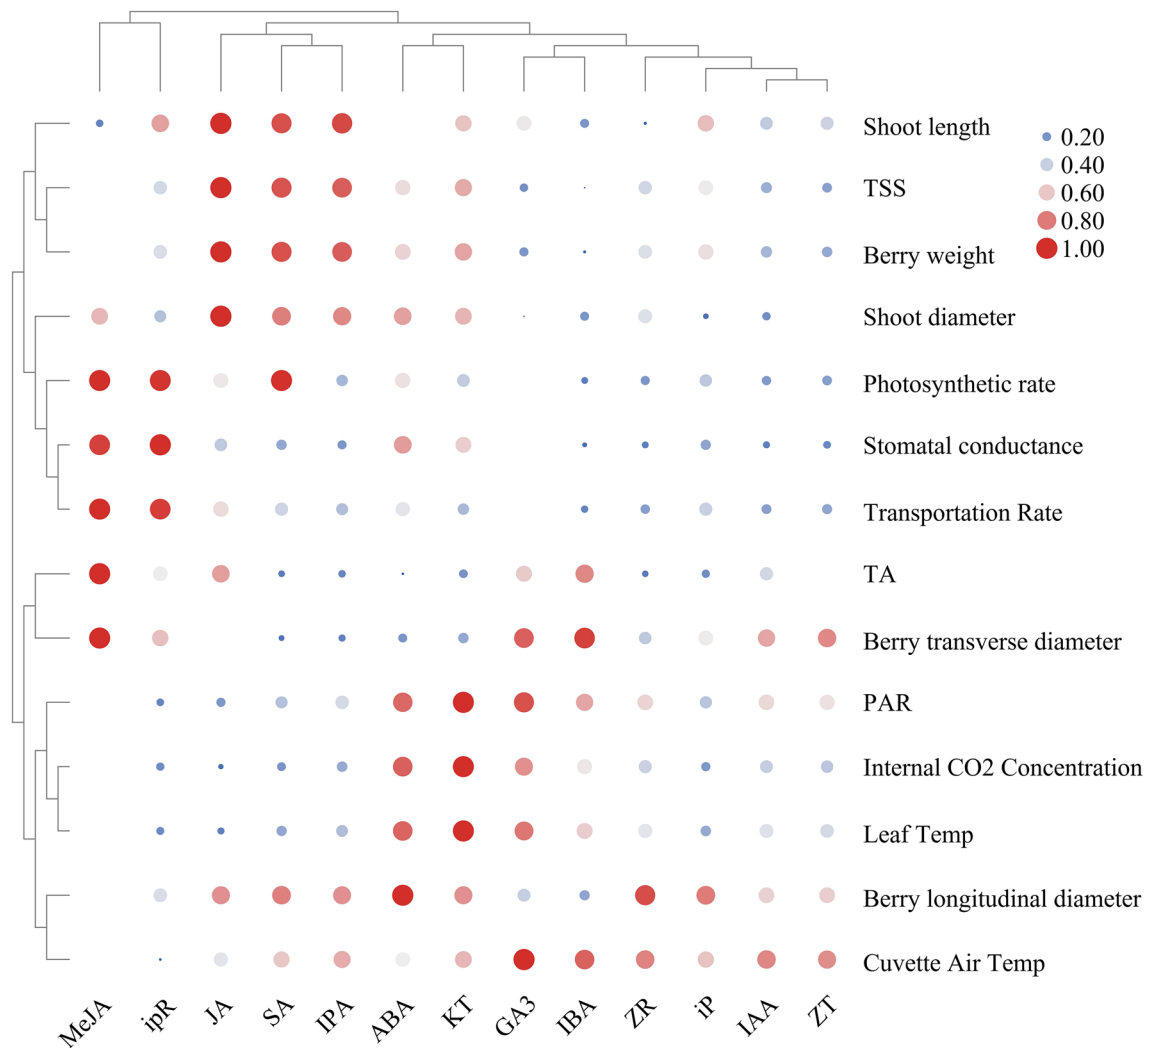 Shoot length
0.20
0.40
TSS
0.60
0.80
Berry weight
1.00
Shoot diameter
Photosynthetic rate
Stomatal conductance
Transportation Rate
TA
Berry transverse diameter
PAR
Internal CO2 Concentration
Leaf Temp
Berry longitudinal diameter
Cuvette Air Temp
MeJA
ipR
JA
SA
IPA
ABA
KT
GA3
IBA
ZR
iP
IAA
ZT